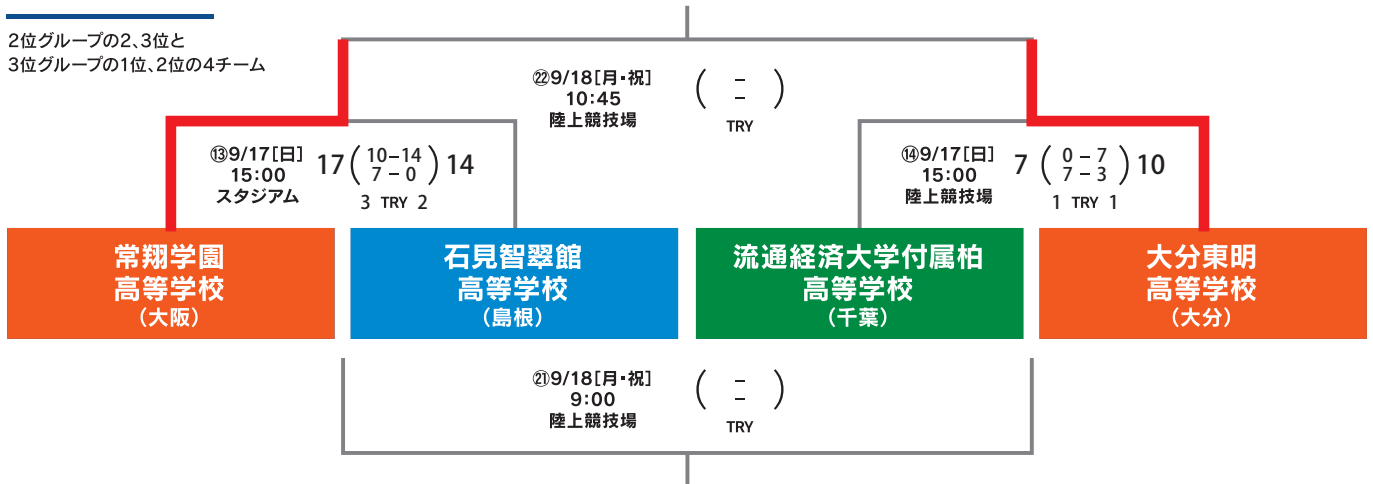 2位グループの2、3位と
3位グループの1位、2位の4チーム
㉒9/18[月・祝]
10:45
陸上競技場
( – )
–
TRY
⑬9/17[日]
15:00
スタジアム
17 ( 10–14 ) 14
7 – 0
3 TRY 2
⑭9/17[日]
15:00
陸上競技場
7 ( 0 – 7 ) 10
7 – 3
1 TRY 1
常翔学園
高等学校
(大阪)
石見智翠館
高等学校
(島根)
流通経済大学付属柏
高等学校
(千葉)
大分東明
高等学校
(大分)
㉑9/18[月・祝]
9:00
陸上競技場
( – )
–
TRY